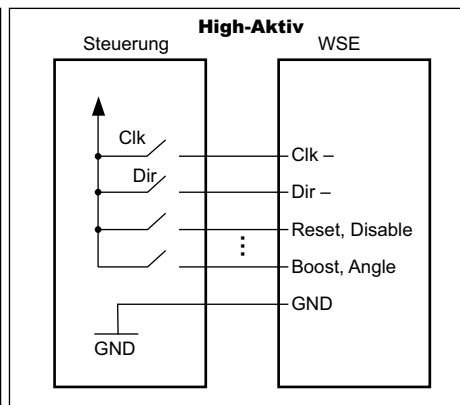 High-Aktiv
Steuerung
WSE
Clk
Clk –
Dir
Dir –
Reset, Disable
Boost, Angle
GND
GND